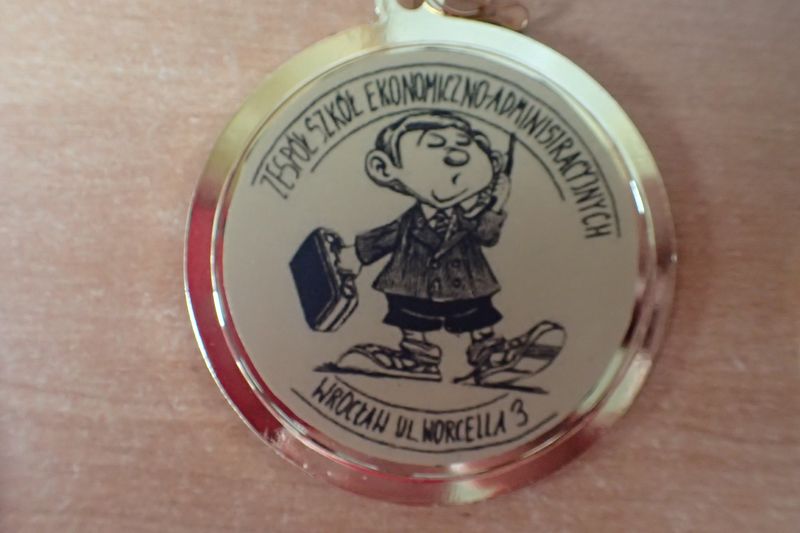 ZESPÓŁ SZKÓŁ EKONOMICZNO-ADMINISTRACYJNYCH
WROCŁAW UL. WORCELLA 3